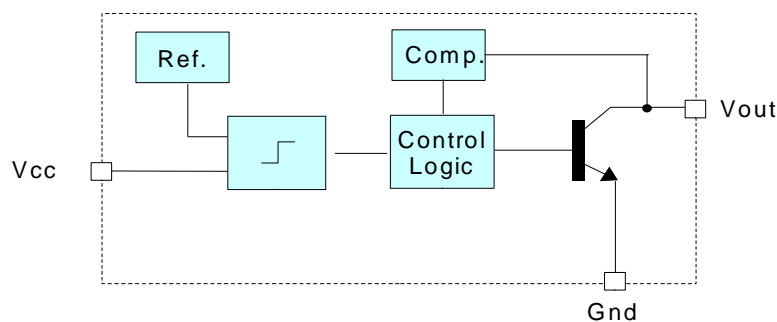 Ref.
Comp.
Vout
Control
Logic
Vcc
Gnd